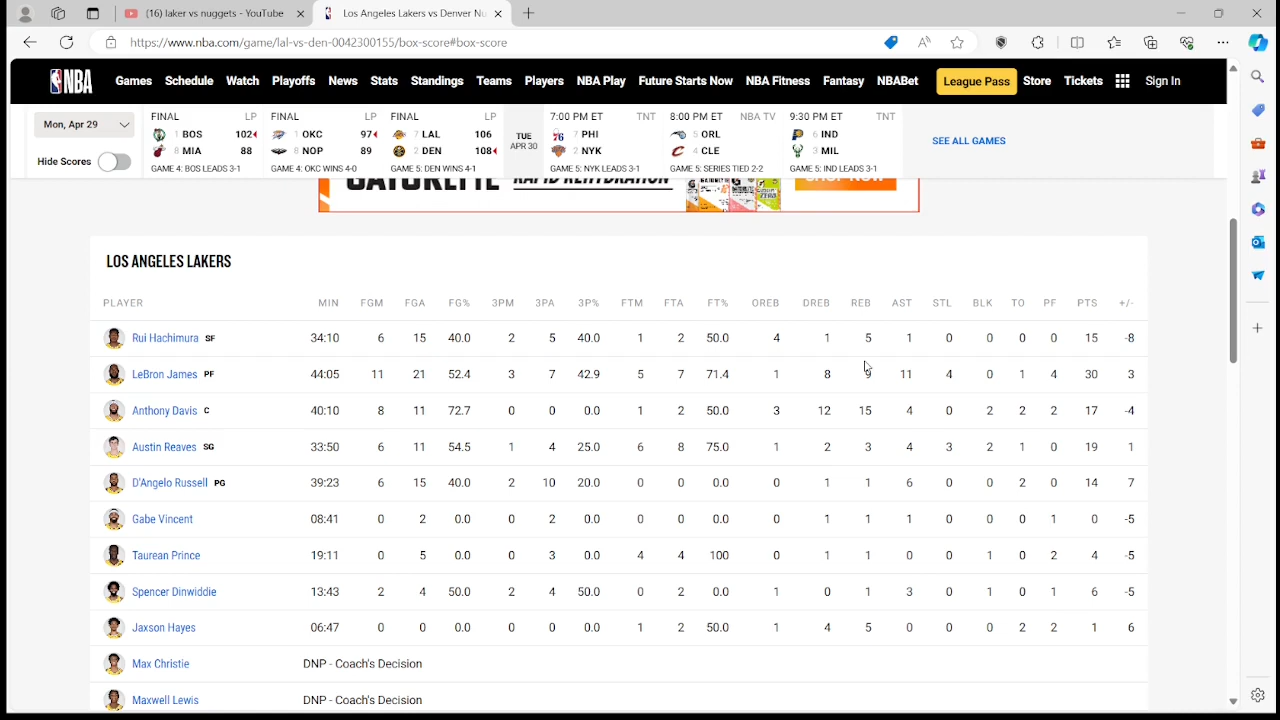 (16) laker vs nuggets - YouTube
Los Angeles Lakers vs Denver Nu
https://www.nba.com/game/lal-vs-den-0042300155/box-score#box-score
NBA Games Schedule Watch Playoffs News Stats Standings Teams Players NBA Play Future Starts Now NBA Fitness Fantasy NBABet League Pass Store Tickets Sign In
Mon, Apr 29
Hide Scores
FINAL LP
1 BOS 102
8 MIA 88
GAME 4: BOS LEADS 3-1
FINAL LP
1 OKC 97
8 NOP 89
GAME 4: OKC WINS 4-0
FINAL LP
7 LAL 106
2 DEN 108
GAME 5: DEN WINS 4-1
TUE
APR 30
7:00 PM ET TNT
7 PHI
2 NYK
GAME 5: NYK LEADS 3-1
8:00 PM ET NBA TV
5 ORL
4 CLE
GAME 5: SERIES TIED 2-2
9:30 PM ET TNT
6 IND
3 MIL
GAME 5: IND LEADS 3-1
SEE ALL GAMES
GATORLYTE RAPID REHYDRATION SHOP NOW
LOS ANGELES LAKERS
PLAYER MIN FGM FGA FG% 3PM 3PA 3P% FTM FTA FT% OREB DREB REB AST STL BLK TO PF PTS +/-
Rui Hachimura SF 34:10 6 15 40.0 2 5 40.0 1 2 50.0 4 1 5 1 0 0 0 0 15 -8
LeBron James PF 44:05 11 21 52.4 3 7 42.9 5 7 71.4 1 8 9 11 4 0 1 4 30 3
Anthony Davis C 40:10 8 11 72.7 0 0 0.0 1 2 50.0 3 12 15 4 0 2 2 2 17 -4
Austin Reaves SG 33:50 6 11 54.5 1 4 25.0 6 8 75.0 1 2 3 4 3 2 1 0 19 1
D'Angelo Russell PG 39:23 6 15 40.0 2 10 20.0 0 0 0.0 0 1 1 6 0 0 2 0 14 7
Gabe Vincent 08:41 0 2 0.0 0 2 0.0 0 0 0.0 0 1 1 1 0 0 0 1 0 -5
Taurean Prince 19:11 0 5 0.0 0 3 0.0 4 4 100 0 1 1 0 0 1 0 2 4 -5
Spencer Dinwiddie 13:43 2 4 50.0 2 4 50.0 0 2 0.0 1 0 1 3 0 1 0 1 6 -5
Jaxson Hayes 06:47 0 0 0.0 0 0 0.0 1 2 50.0 1 4 5 0 0 0 2 2 1 6
Max Christie DNP - Coach's Decision
Maxwell Lewis DNP - Coach's Decision